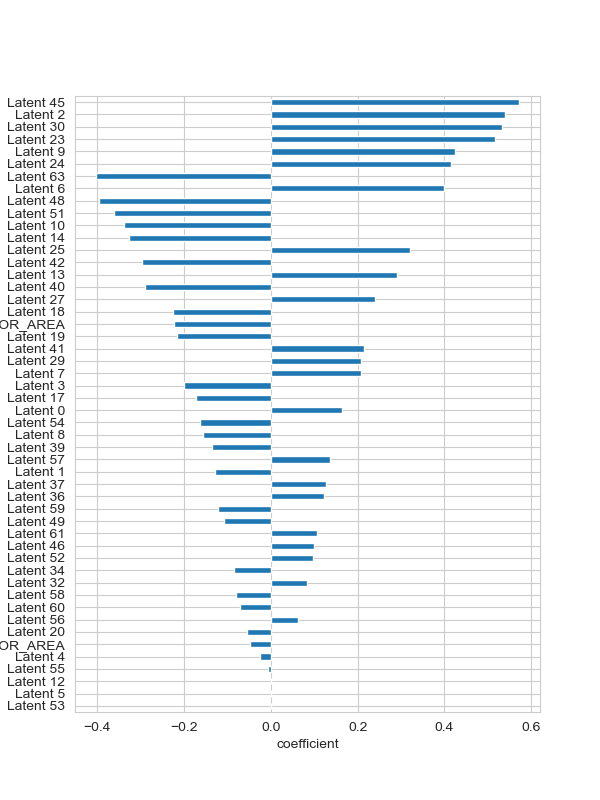 Latent 45
Latent 2
Latent 30
Latent 23
Latent 9
Latent 24
Latent 63
Latent 6
Latent 48
Latent 51
Latent 10
Latent 14
Latent 25
Latent 42
Latent 13
Latent 40
Latent 27
Latent 18
OR_AREA
Latent 19
Latent 41
Latent 29
Latent 7
Latent 3
Latent 17
Latent 0
Latent 54
Latent 8
Latent 39
Latent 57
Latent 1
Latent 37
Latent 36
Latent 59
Latent 49
Latent 61
Latent 46
Latent 52
Latent 34
Latent 32
Latent 58
Latent 60
Latent 56
Latent 20
OR_AREA
Latent 4
Latent 55
Latent 12
Latent 5
Latent 53
−0.4 −0.2 0.0 0.2 0.4 0.6
coefficient